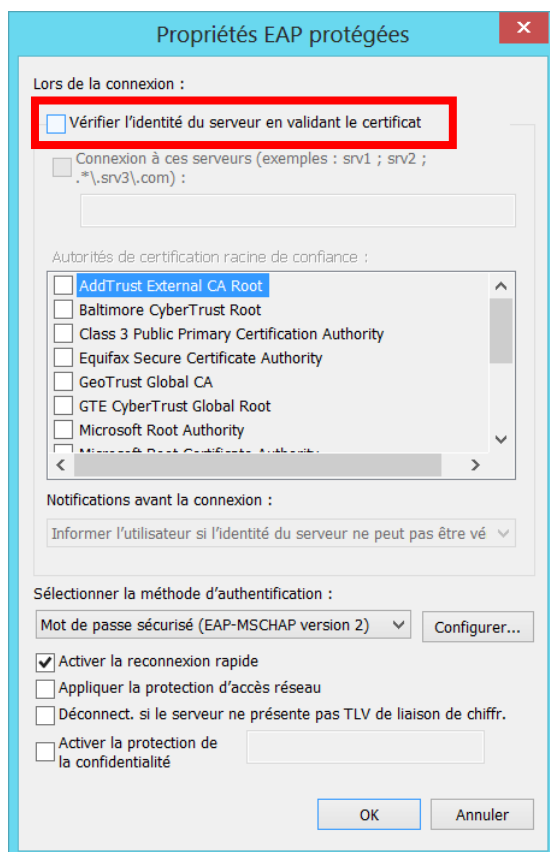 Propriétés EAP protégées
Lors de la connexion :
Vérifier l'identité du serveur en validant le certificat
Connexion à ces serveurs (exemples : srv1 ; srv2 ;
.*\.srv3\.com) :
Autorités de certification racine de confiance :
AddTrust External CA Root
Baltimore CyberTrust Root
Class 3 Public Primary Certification Authority
Equifax Secure Certificate Authority
GeoTrust Global CA
GTE CyberTrust Global Root
Microsoft Root Authority
Microsoft Root Certificate Authority
Notifications avant la connexion :
Informer l'utilisateur si l'identité du serveur ne peut pas être vé
Sélectionner la méthode d'authentification :
Mot de passe sécurisé (EAP-MSCHAP version 2)
Configurer...
Activer la reconnexion rapide
Appliquer la protection d'accès réseau
Déconnect. si le serveur ne présente pas TLV de liaison de chiffr.
Activer la protection de
la confidentialité
OK
Annuler